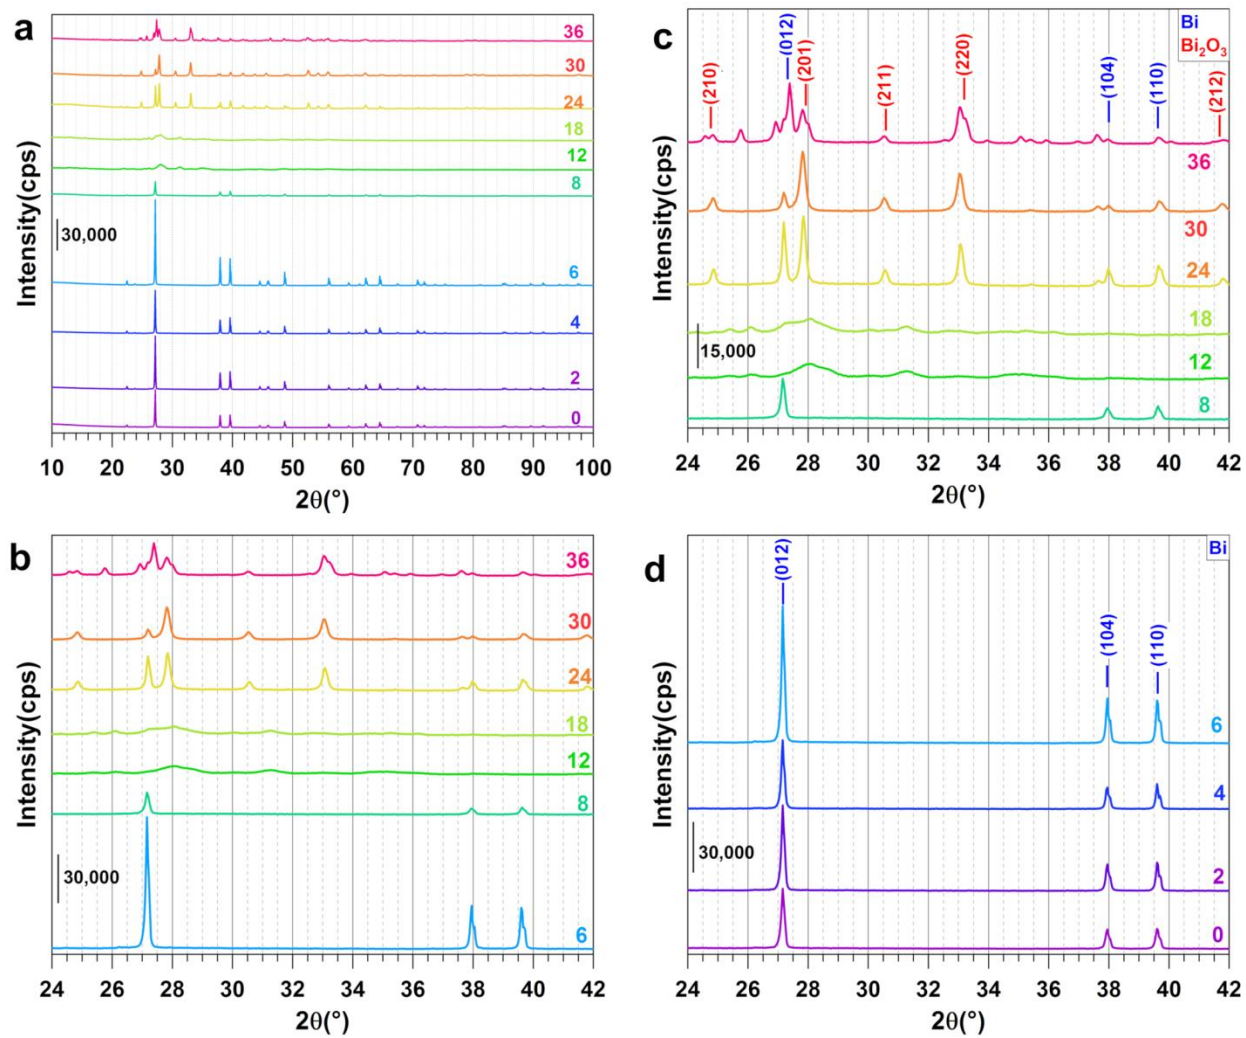 a
36
30
24
18
12
8
30,000
6
4
2
0
Intensity(cps)
10 20 30 40 50 60 70 80 90 100
2θ(°)
c
Bi
Bi₂O₃
(210)
(012)
(201)
(211)
(220)
(104)
(110)
(212)
36
30
24
18
15,000
12
8
Intensity(cps)
24 26 28 30 32 34 36 38 40 42
2θ(°)
b
36
30
24
18
12
8
30,000
6
Intensity(cps)
24 26 28 30 32 34 36 38 40 42
2θ(°)
d
Bi
(012)
(104)
(110)
6
4
30,000
2
0
Intensity(cps)
24 26 28 30 32 34 36 38 40 42
2θ(°)